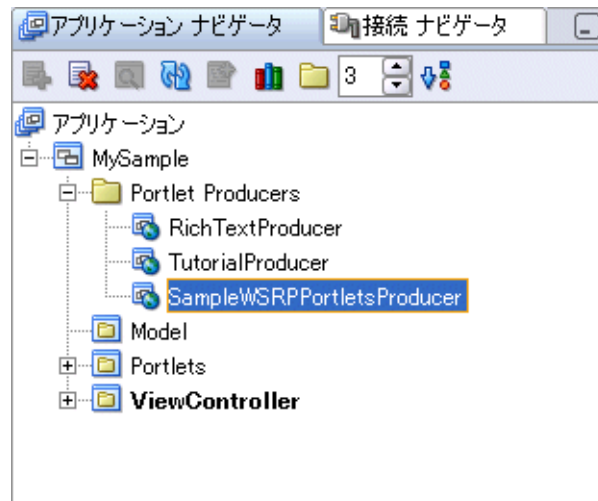 アプリケーション ナビゲータ 接続 ナビゲータ
3
アプリケーション
MySample
Portlet Producers
RichTextProducer
TutorialProducer
SampleWSRPPortletsProducer
Model
Portlets
ViewController